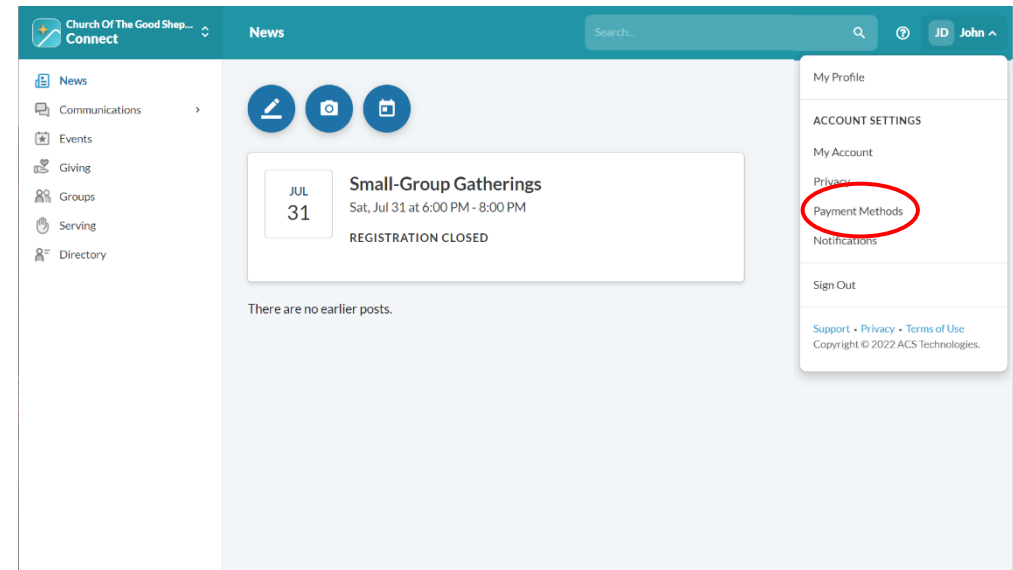 Church Of The Good Shep...
Connect
News
Search...
JD John
News
Communications
Events
Giving
Groups
Serving
Directory
JUL
31
Small-Group Gatherings
Sat, Jul 31 at 6:00 PM - 8:00 PM
REGISTRATION CLOSED
There are no earlier posts.
My Profile
ACCOUNT SETTINGS
My Account
Privacy
Payment Methods
Notifications
Sign Out
Support • Privacy • Terms of Use
Copyright © 2022 ACS Technologies.